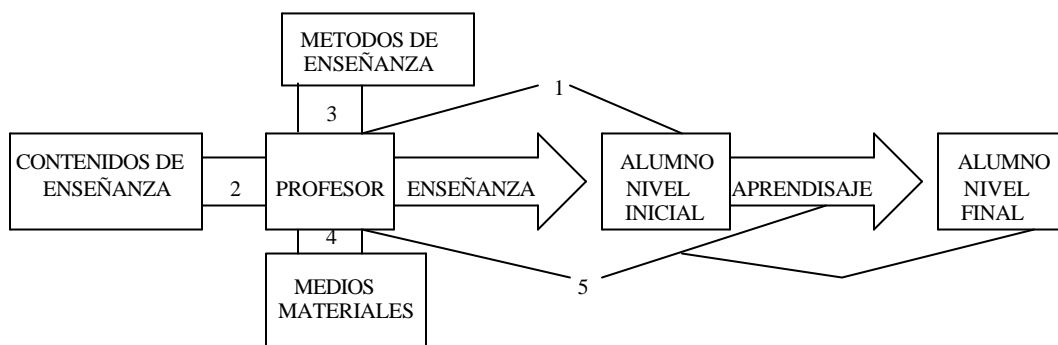 METODOS DE
ENSEÑANZA
1
3
CONTENIDOS DE
ENSEÑANZA
2
PROFESOR
ENSEÑANZA
ALUMNO
NIVEL
INICIAL
APRENDISAJE
ALUMNO
NIVEL
FINAL
4
MEDIOS
MATERIALES
5